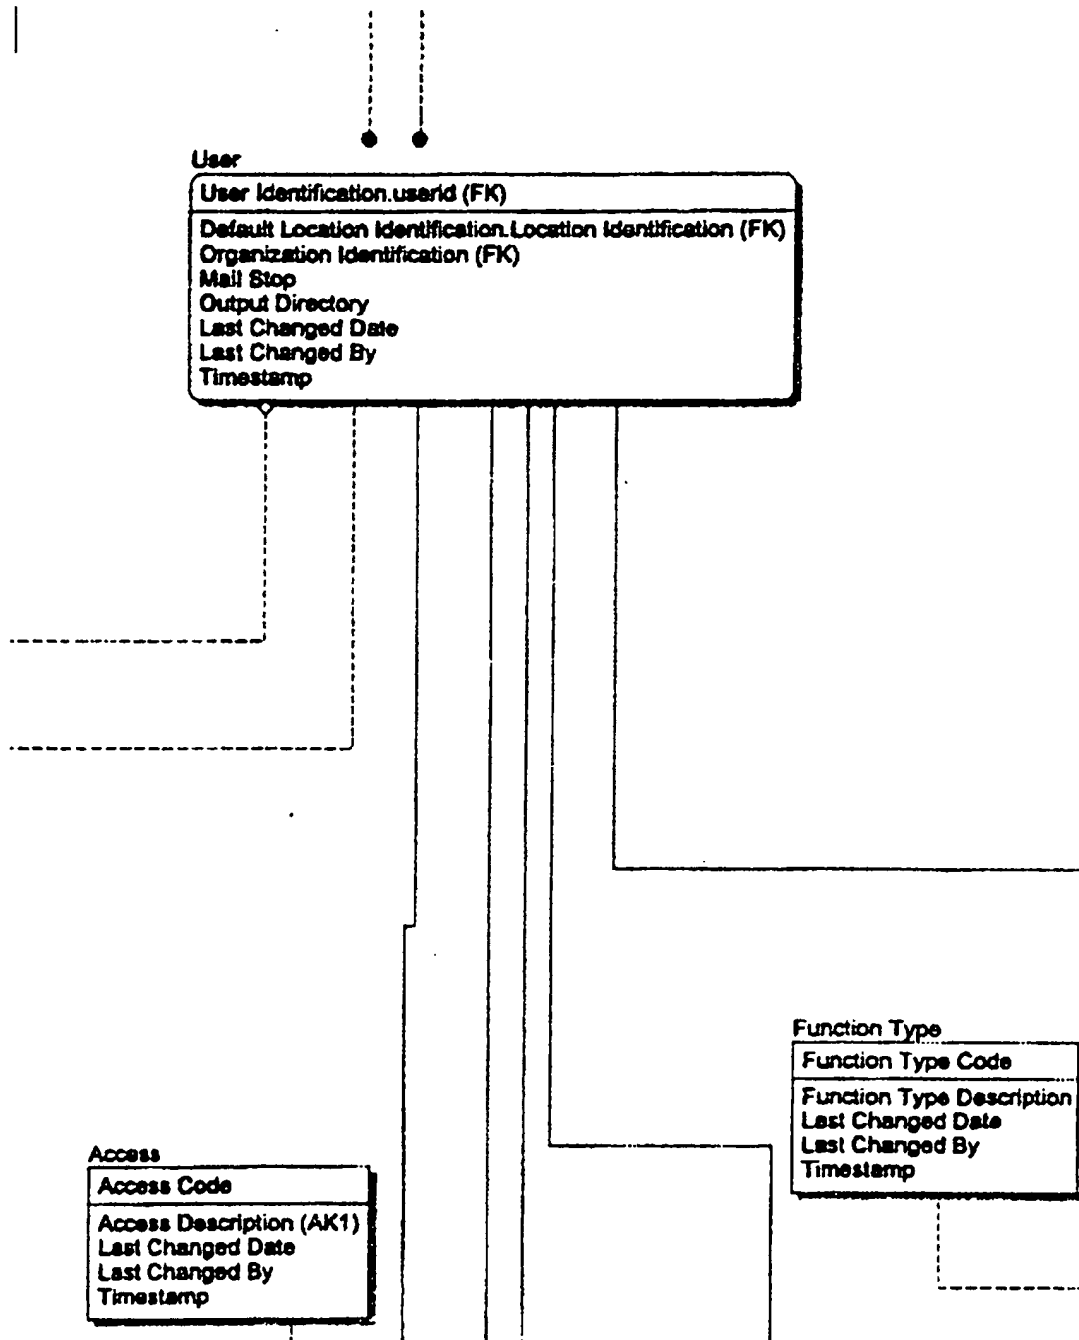 User
User Identification.userid (FK)
Default Location Identification.Location Identification (FK)
Organization Identification (FK)
Mail Stop
Output Directory
Last Changed Date
Last Changed By
Timestamp
Function Type
Function Type Code
Function Type Description
Last Changed Date
Last Changed By
Timestamp
Access
Access Code
Access Description (AK1)
Last Changed Date
Last Changed By
Timestamp